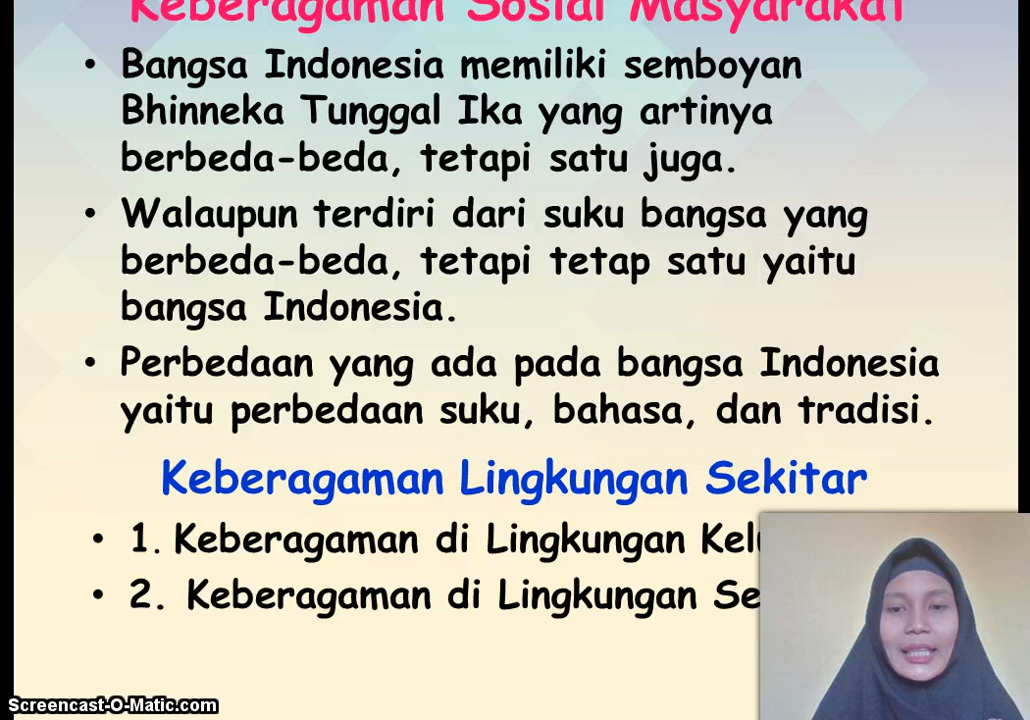 Keberagaman Sosial Masyarakat
• Bangsa Indonesia memiliki semboyan
Bhinneka Tunggal Ika yang artinya
berbeda-beda, tetapi satu juga.
• Walaupun terdiri dari suku bangsa yang
berbeda-beda, tetapi tetap satu yaitu
bangsa Indonesia.
• Perbedaan yang ada pada bangsa Indonesia
yaitu perbedaan suku, bahasa, dan tradisi.
Keberagaman Lingkungan Sekitar
• 1. Keberagaman di Lingkungan
• 2. Keberagaman di Lingkungan
Screencast-O-Matic.com